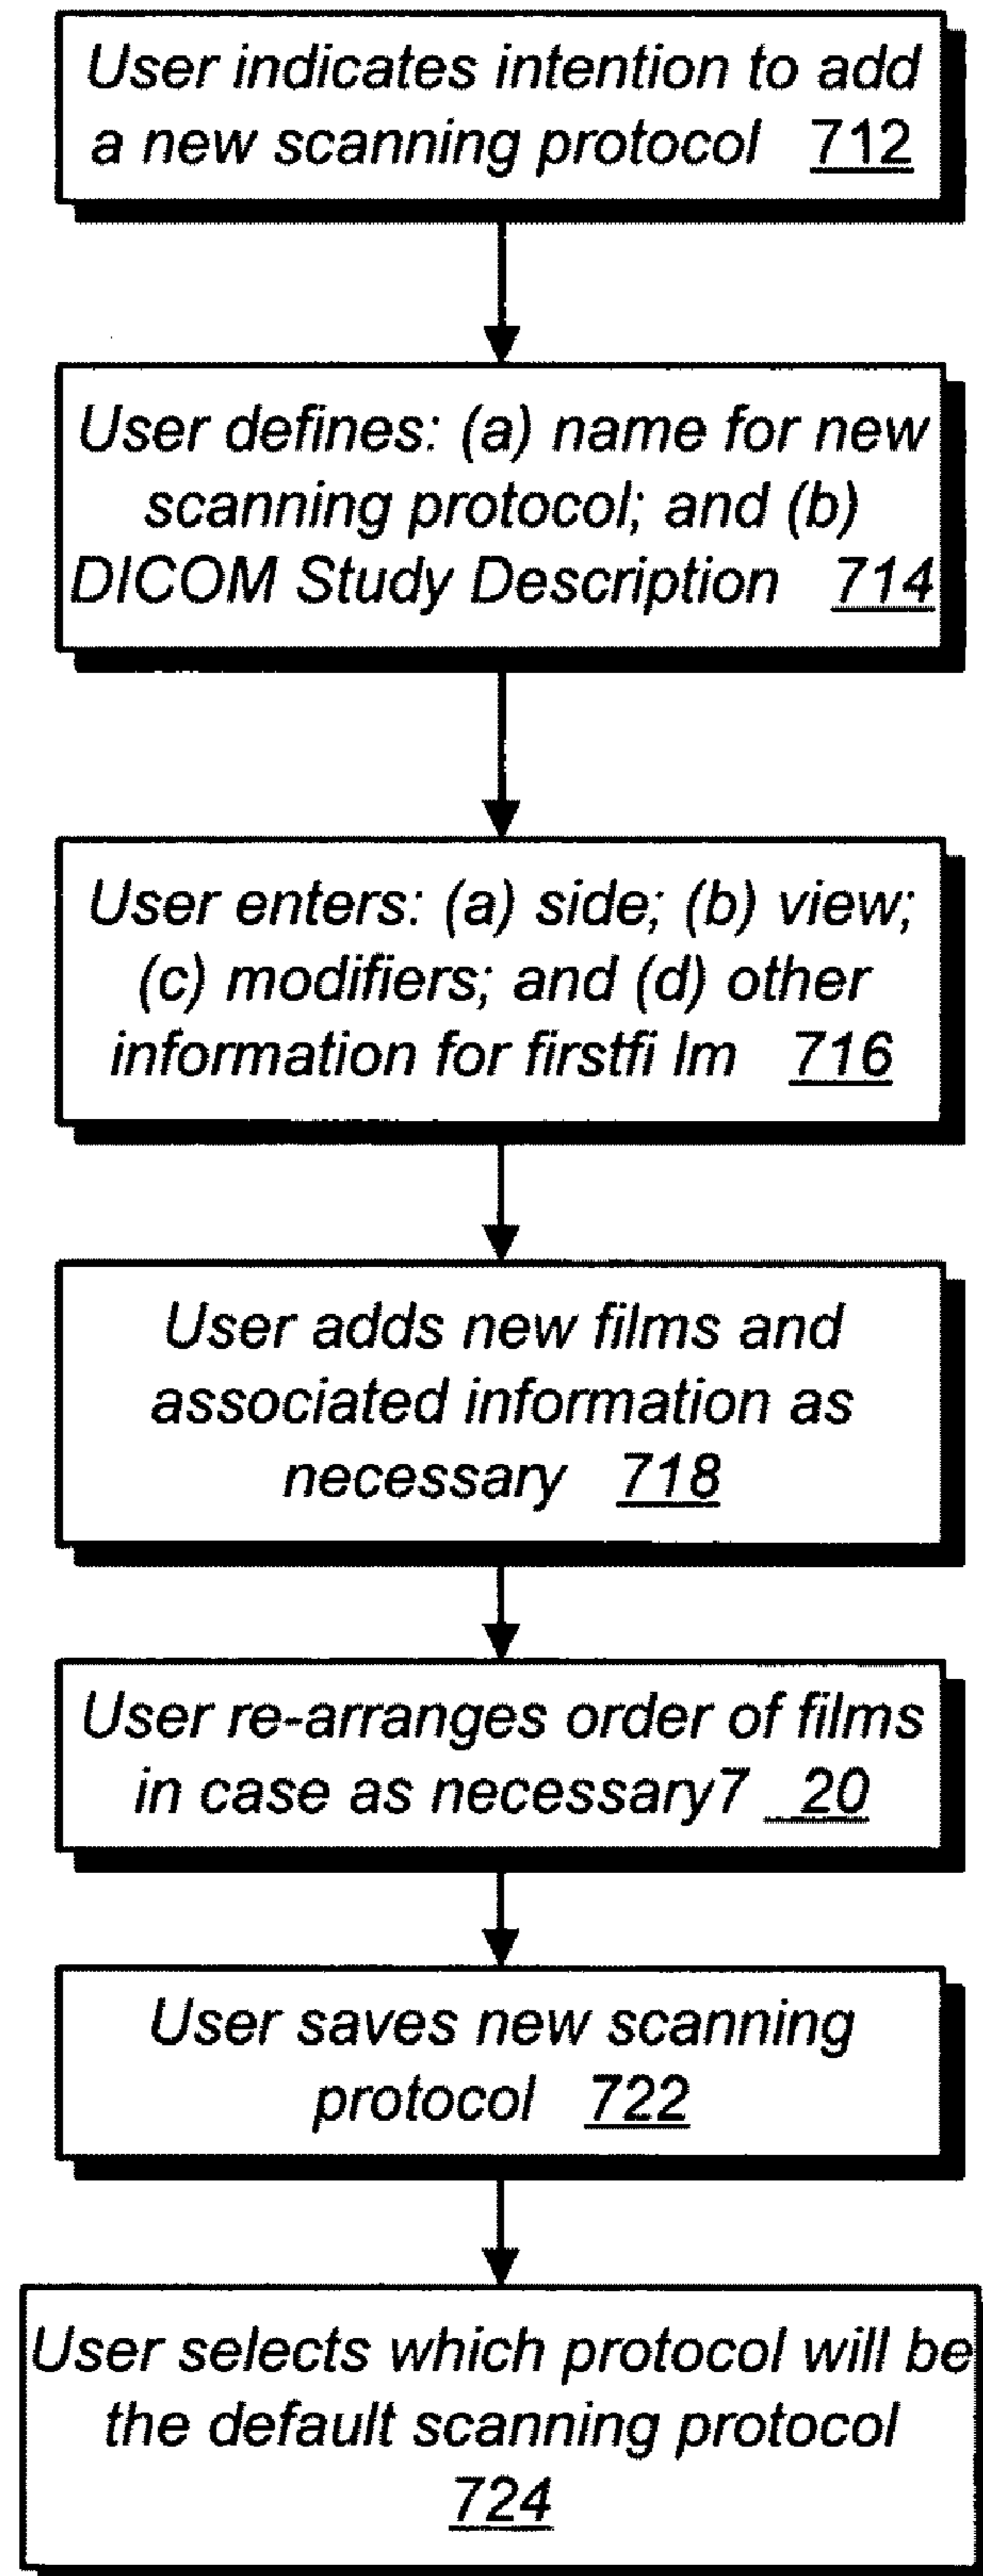 User indicates intention to add
a new scanning protocol 712
User defines: (a) name for new
scanning protocol; and (b)
DICOM Study Description 714
User enters: (a) side; (b) view;
(c) modifiers; and (d) other
information for firstfi lm 716
User adds new films and
associated information as
necessary 718
User re-arranges order of films
in case as necessary7 20
User saves new scanning
protocol 722
User selects which protocol will be
the default scanning protocol
724